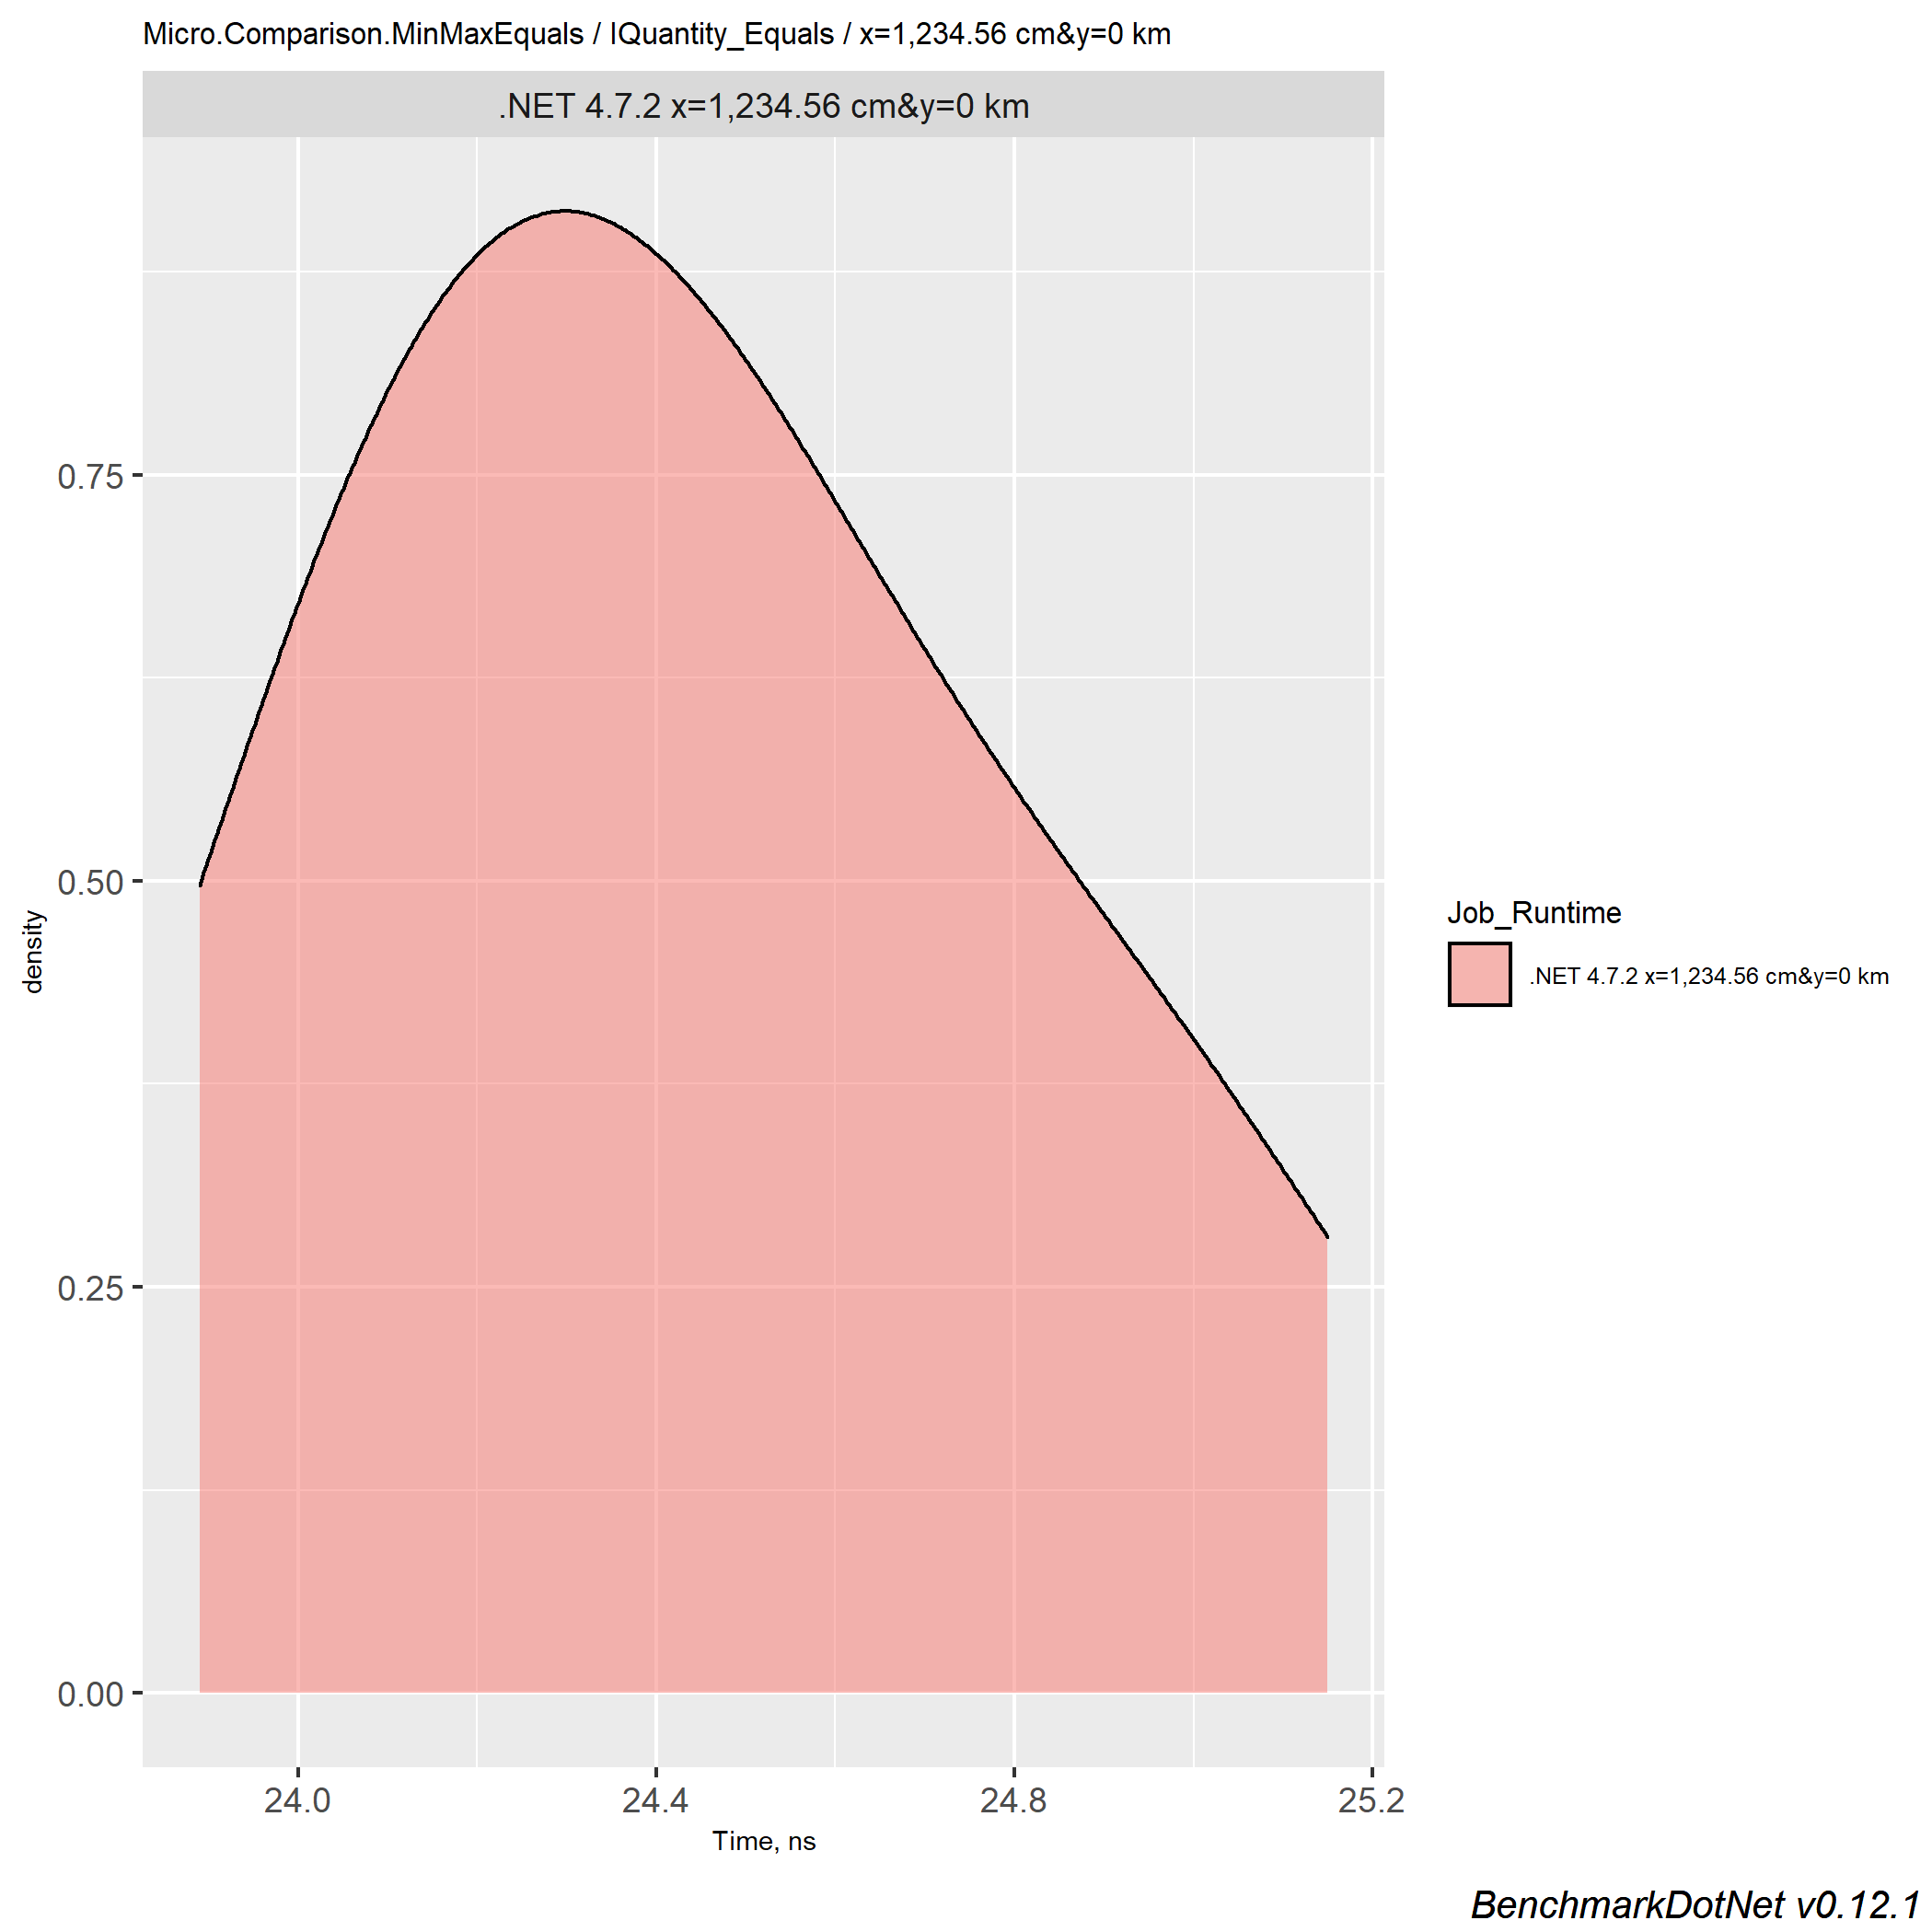 Micro.Comparison.MinMaxEquals / IQuantity_Equals / x=1,234.56 cm&y=0 km
.NET 4.7.2 x=1,234.56 cm&y=0 km
0.75
0.50
0.25
0.00
density
24.0 24.4 24.8 25.2
Time, ns
Job_Runtime
.NET 4.7.2 x=1,234.56 cm&y=0 km
BenchmarkDotNet v0.12.1